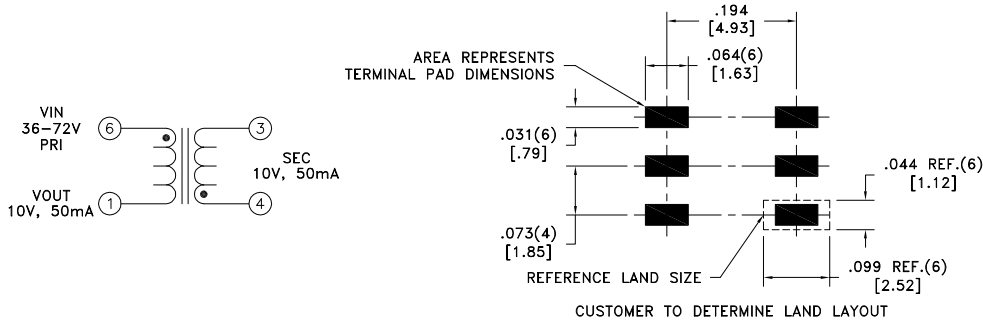 VIN
36-72V
PRI
6
1
VOUT
10V, 50mA
3
4
SEC
10V, 50mA
.194
[4.93]
AREA REPRESENTS
TERMINAL PAD DIMENSIONS
.064(6)
[1.63]
.031(6)
[.79]
.073(4)
[1.85]
.044 REF.(6)
[1.12]
REFERENCE LAND SIZE
.099 REF.(6)
[2.52]
CUSTOMER TO DETERMINE LAND LAYOUT